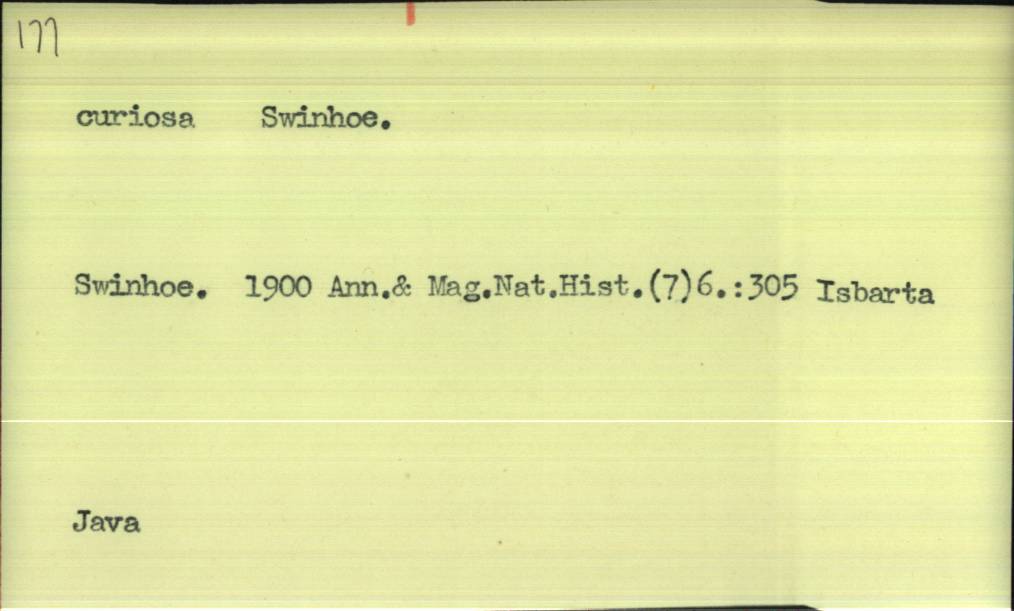 177
curiosa Swinhoe.
Swinhoe. 1900 Ann.& Mag.Nat.Hist.(7)6.:305 Isbarta
Java